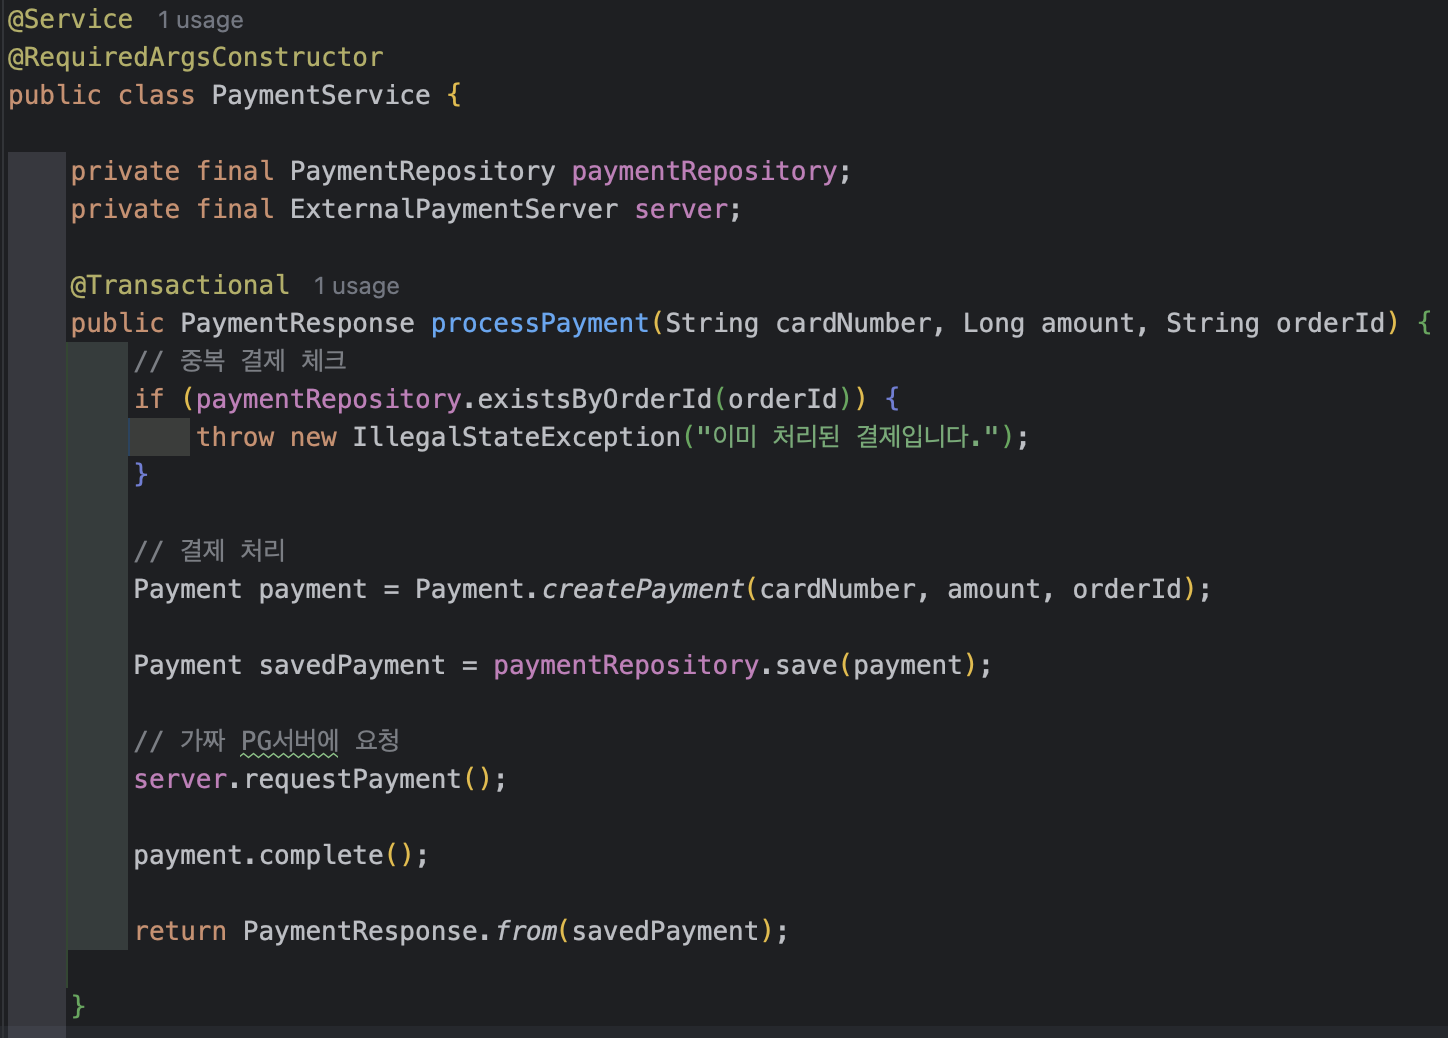 @Service 1 usage
@RequiredArgsConstructor
public class PaymentService {
private final PaymentRepository paymentRepository;
private final ExternalPaymentServer server;
@Transactional 1 usage
public PaymentResponse processPayment(String cardNumber, Long amount, String orderId) {
// 중복 결제 체크
if (paymentRepository.existsByOrderId(orderId)) {
throw new IllegalStateException("이미 처리된 결제입니다.");
}
// 결제 처리
Payment payment = Payment.createPayment(cardNumber, amount, orderId);
Payment savedPayment = paymentRepository.save(payment);
// 가짜 PG서버에 요청
server.requestPayment();
payment.complete();
return PaymentResponse.from(savedPayment);
}